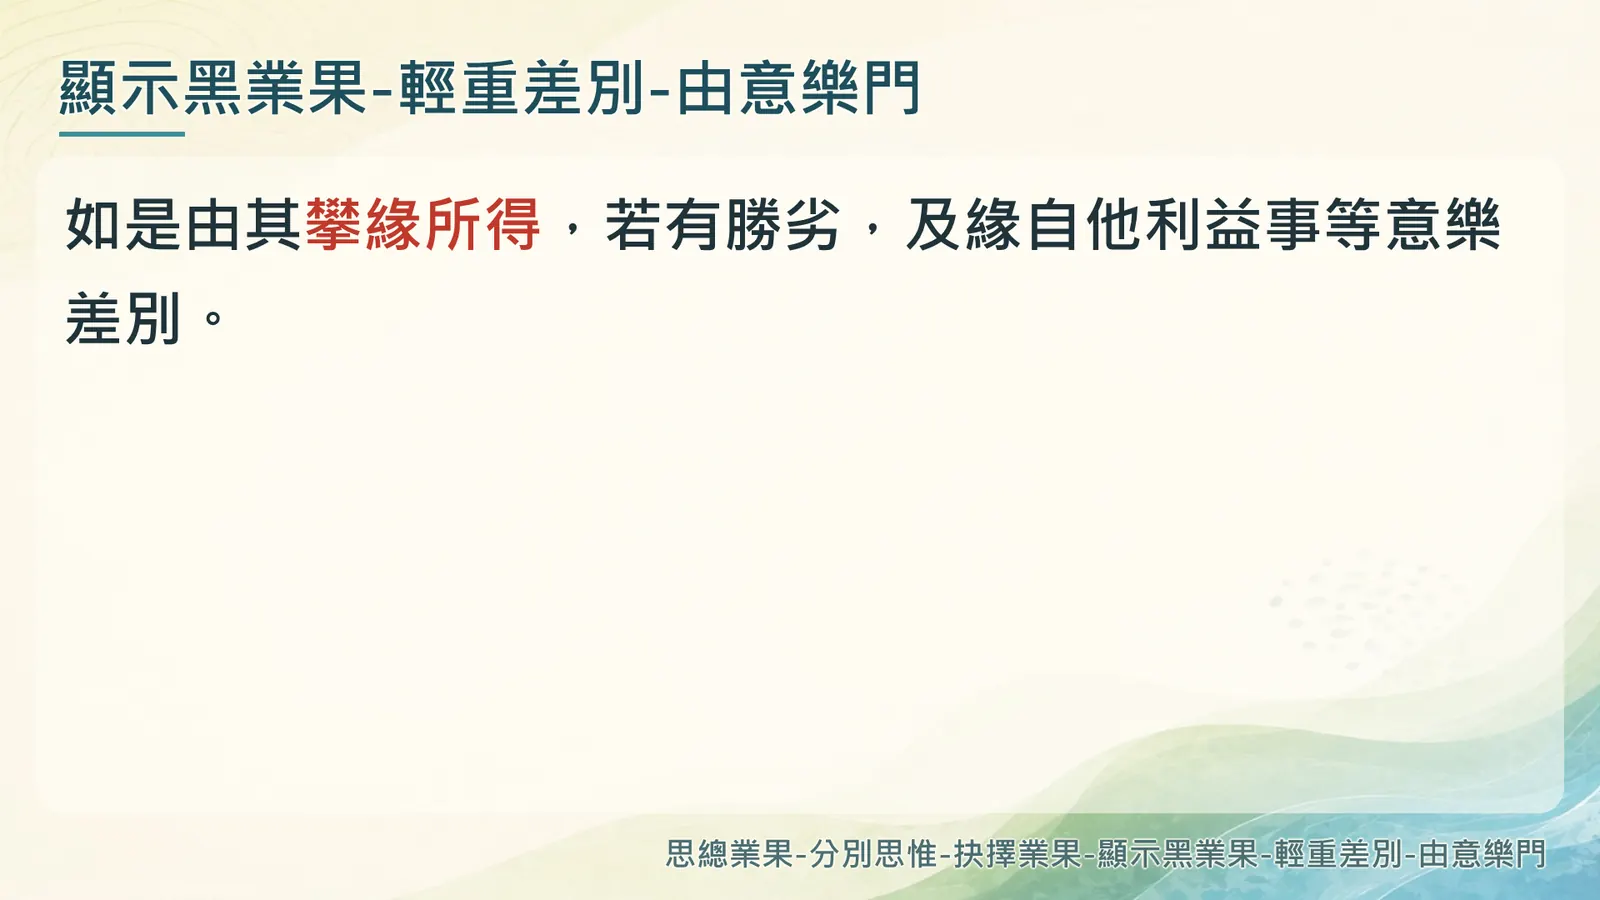 顯示黑業果-輕重差別-由意樂門
如是由其攀緣所得，若有勝劣，及緣自他利益事等意樂
差別。
思總業果-分別思惟-抉擇業果-顯示黑業果-輕重差別-由意樂門